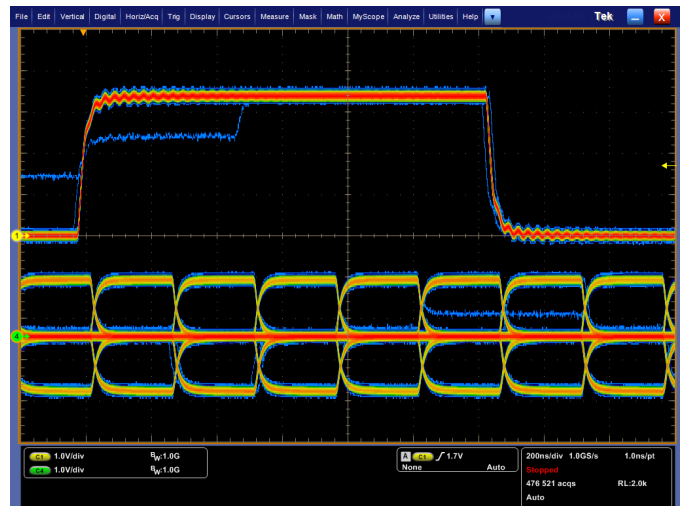 File Edit Vertical Digital Horiz/Acq Trig Display Cursors Measure Mask Math MyScope Analyze Utilities Help Tek X
1
4
C1 1.0V/div BW:1.0G
C4 1.0V/div BW:1.0G
A C1 1.7V
None Auto
200ns/div 1.0GS/s 1.0ns/pt
Stopped
476 521 acqs RL:2.0k
Auto